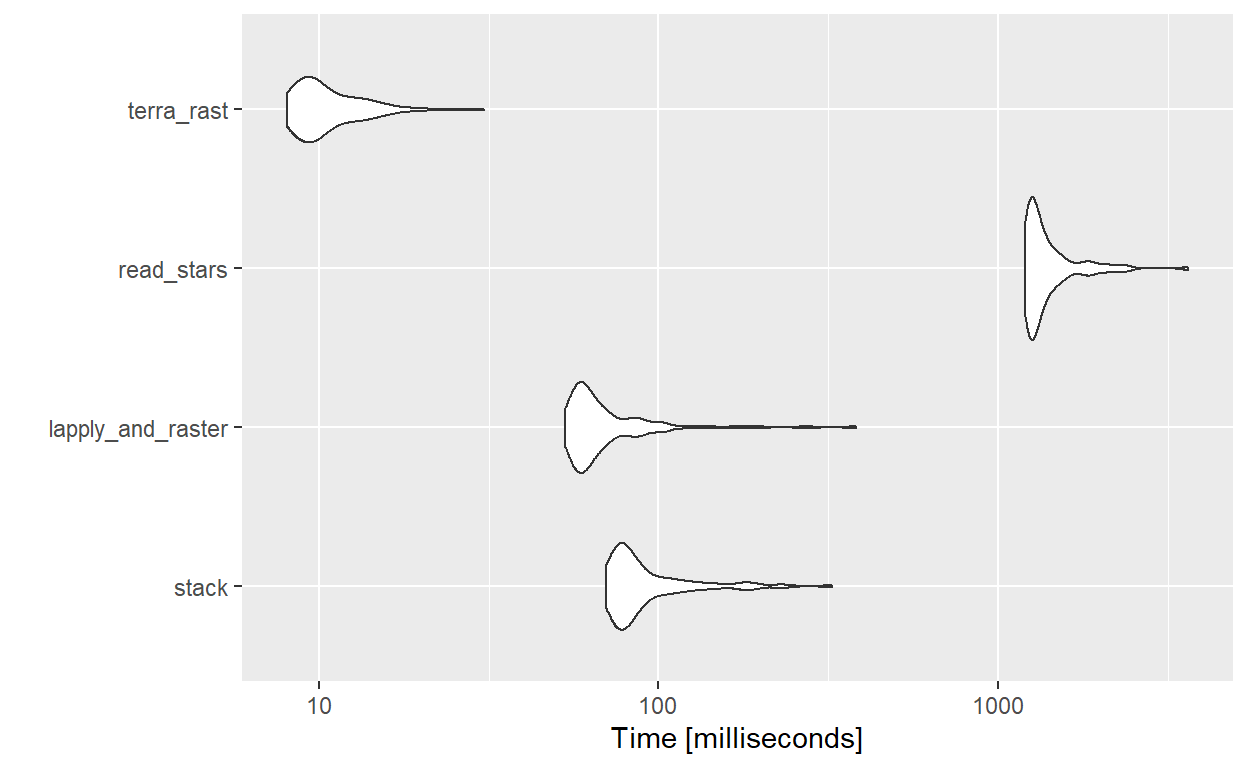 terra_rast
read_stars
lapply_and_raster
stack
10 100 1000
Time [milliseconds]